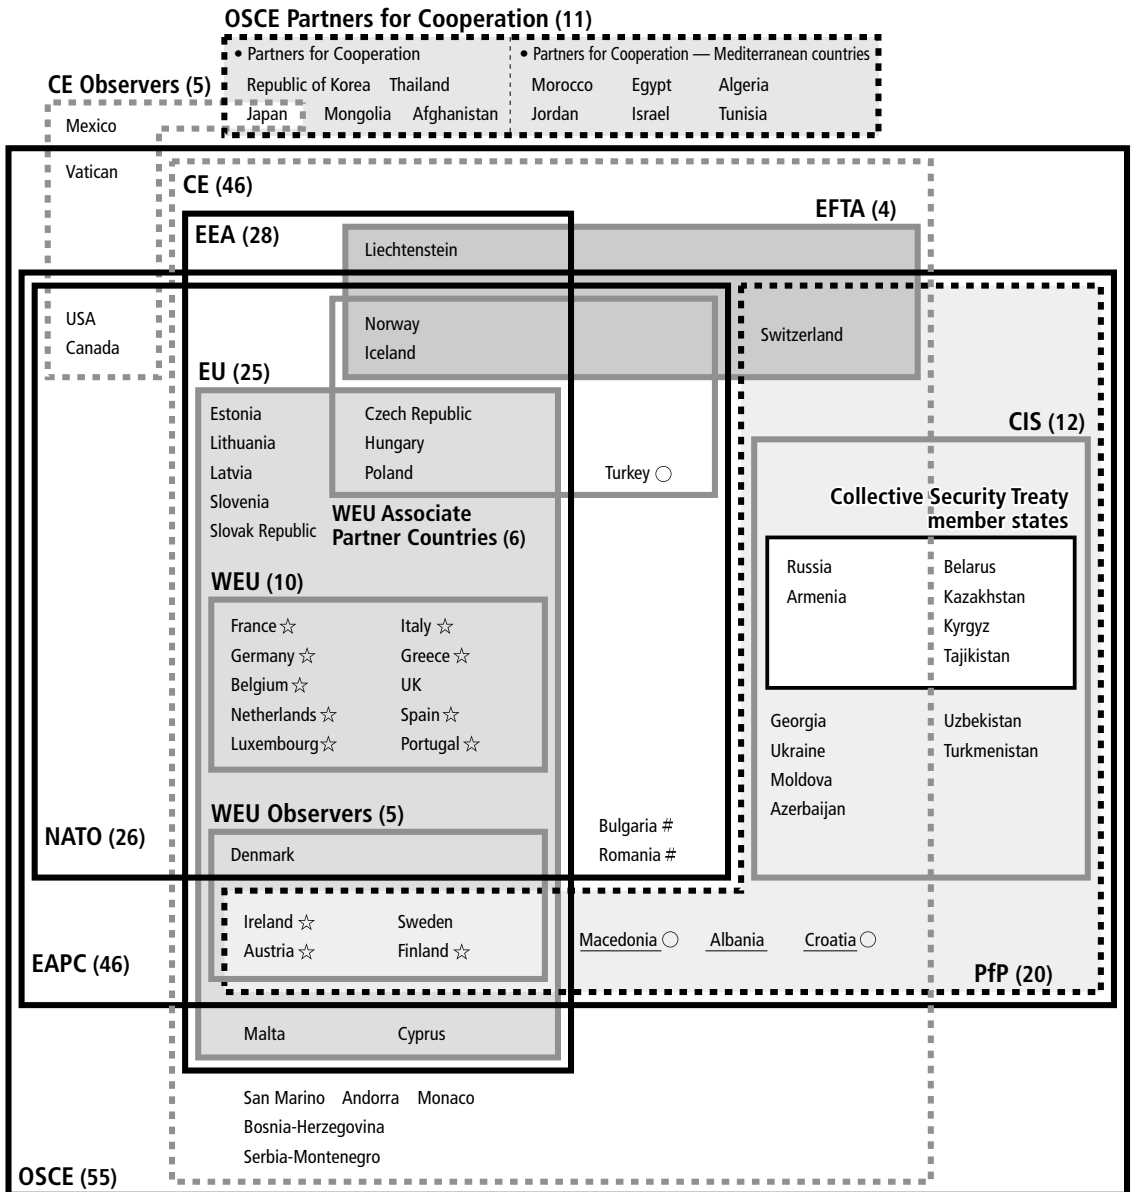 OSCE Partners for Cooperation (11)
• Partners for Cooperation
• Partners for Cooperation — Mediterranean countries
CE Observers (5)
Republic of Korea Thailand
Morocco Egypt Algeria
Japan Mongolia Afghanistan
Jordan Israel Tunisia
Mexico
Vatican
CE (46)
EFTA (4)
EEA (28)
Liechtenstein
USA
Canada
Norway
Iceland
Switzerland
EU (25)
Estonia
Lithuania
Latvia
Slovenia
Slovak Republic
Czech Republic
Hungary
Poland
Turkey ○
WEU Associate
Partner Countries (6)
CIS (12)
Collective Security Treaty
member states
Russia
Armenia
Belarus
Kazakhstan
Kyrgyz
Tajikistan
WEU (10)
France ☆ Italy ☆
Germany ☆ Greece ☆
Belgium ☆ UK
Netherlands ☆ Spain ☆
Luxembourg ☆ Portugal ☆
Georgia
Ukraine
Moldova
Azerbaijan
Uzbekistan
Turkmenistan
WEU Observers (5)
Denmark
Bulgaria #
Romania #
NATO (26)
Ireland ☆ Sweden
Austria ☆ Finland ☆
Macedonia ○ Albania Croatia ○
EAPC (46)
PfP (20)
Malta Cyprus
San Marino Andorra Monaco
Bosnia-Herzegovina
Serbia-Montenegro
OSCE (55)